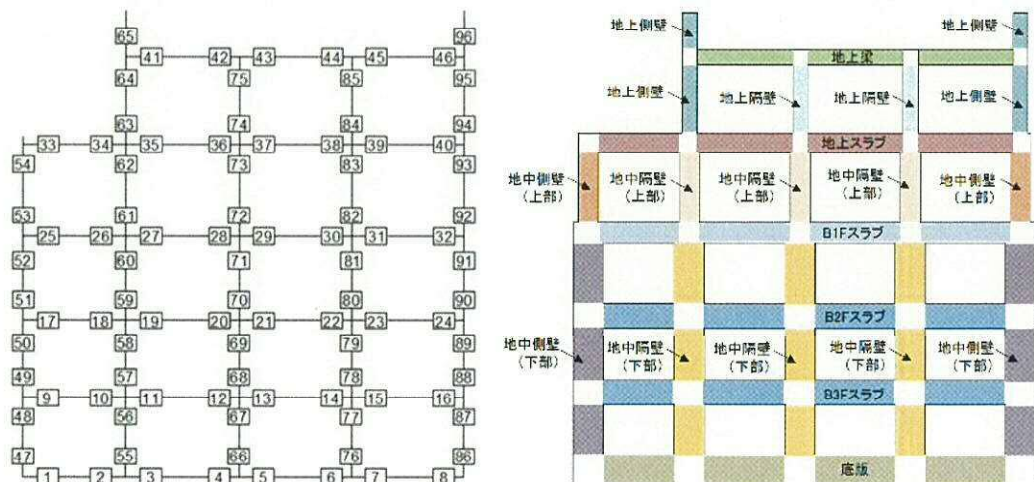 65
96
41 42 43 44 45 46
64 75 85 95
63 74 84 94
33 34 35 36 37 38 39 40
54 62 73 83 93
53 61 72 82 92
25 26 27 28 29 30 31 32
52 60 71 81 91
51 59 70 80 90
17 18 19 20 21 22 23 24
50 58 69 79 89
49 57 68 78 88
9 10 11 12 13 14 15 16
48 56 67 77 87
47 55 66 76 86
1 2 3 4 5 6 7 8
地上側壁
地上側壁
地上梁
地上側壁
地上隔壁
地上隔壁
地上側壁
地上スラブ
地中側壁
(上部)
地中隔壁
(上部)
地中隔壁
(上部)
地中隔壁
(上部)
地中側壁
(上部)
B1Fスラブ
B2Fスラブ
地中側壁
(下部)
地中隔壁
(下部)
地中隔壁
(下部)
地中隔壁
(下部)
地中側壁
(下部)
B3Fスラブ
底版